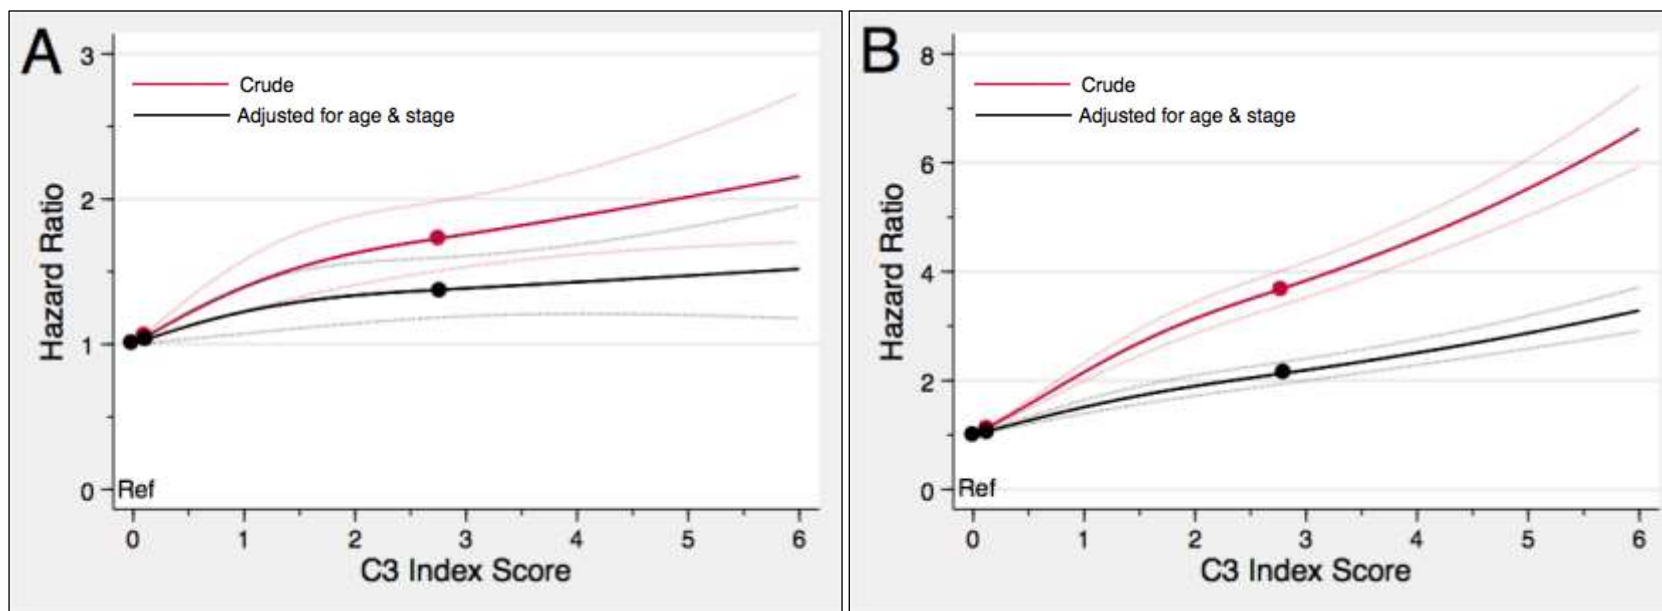 A
3
2
1
0
Hazard Ratio
Crude
Adjusted for age & stage
Ref
0 1 2 3 4 5 6
C3 Index Score
B
8
6
4
2
0
Hazard Ratio
Crude
Adjusted for age & stage
Ref
0 1 2 3 4 5 6
C3 Index Score